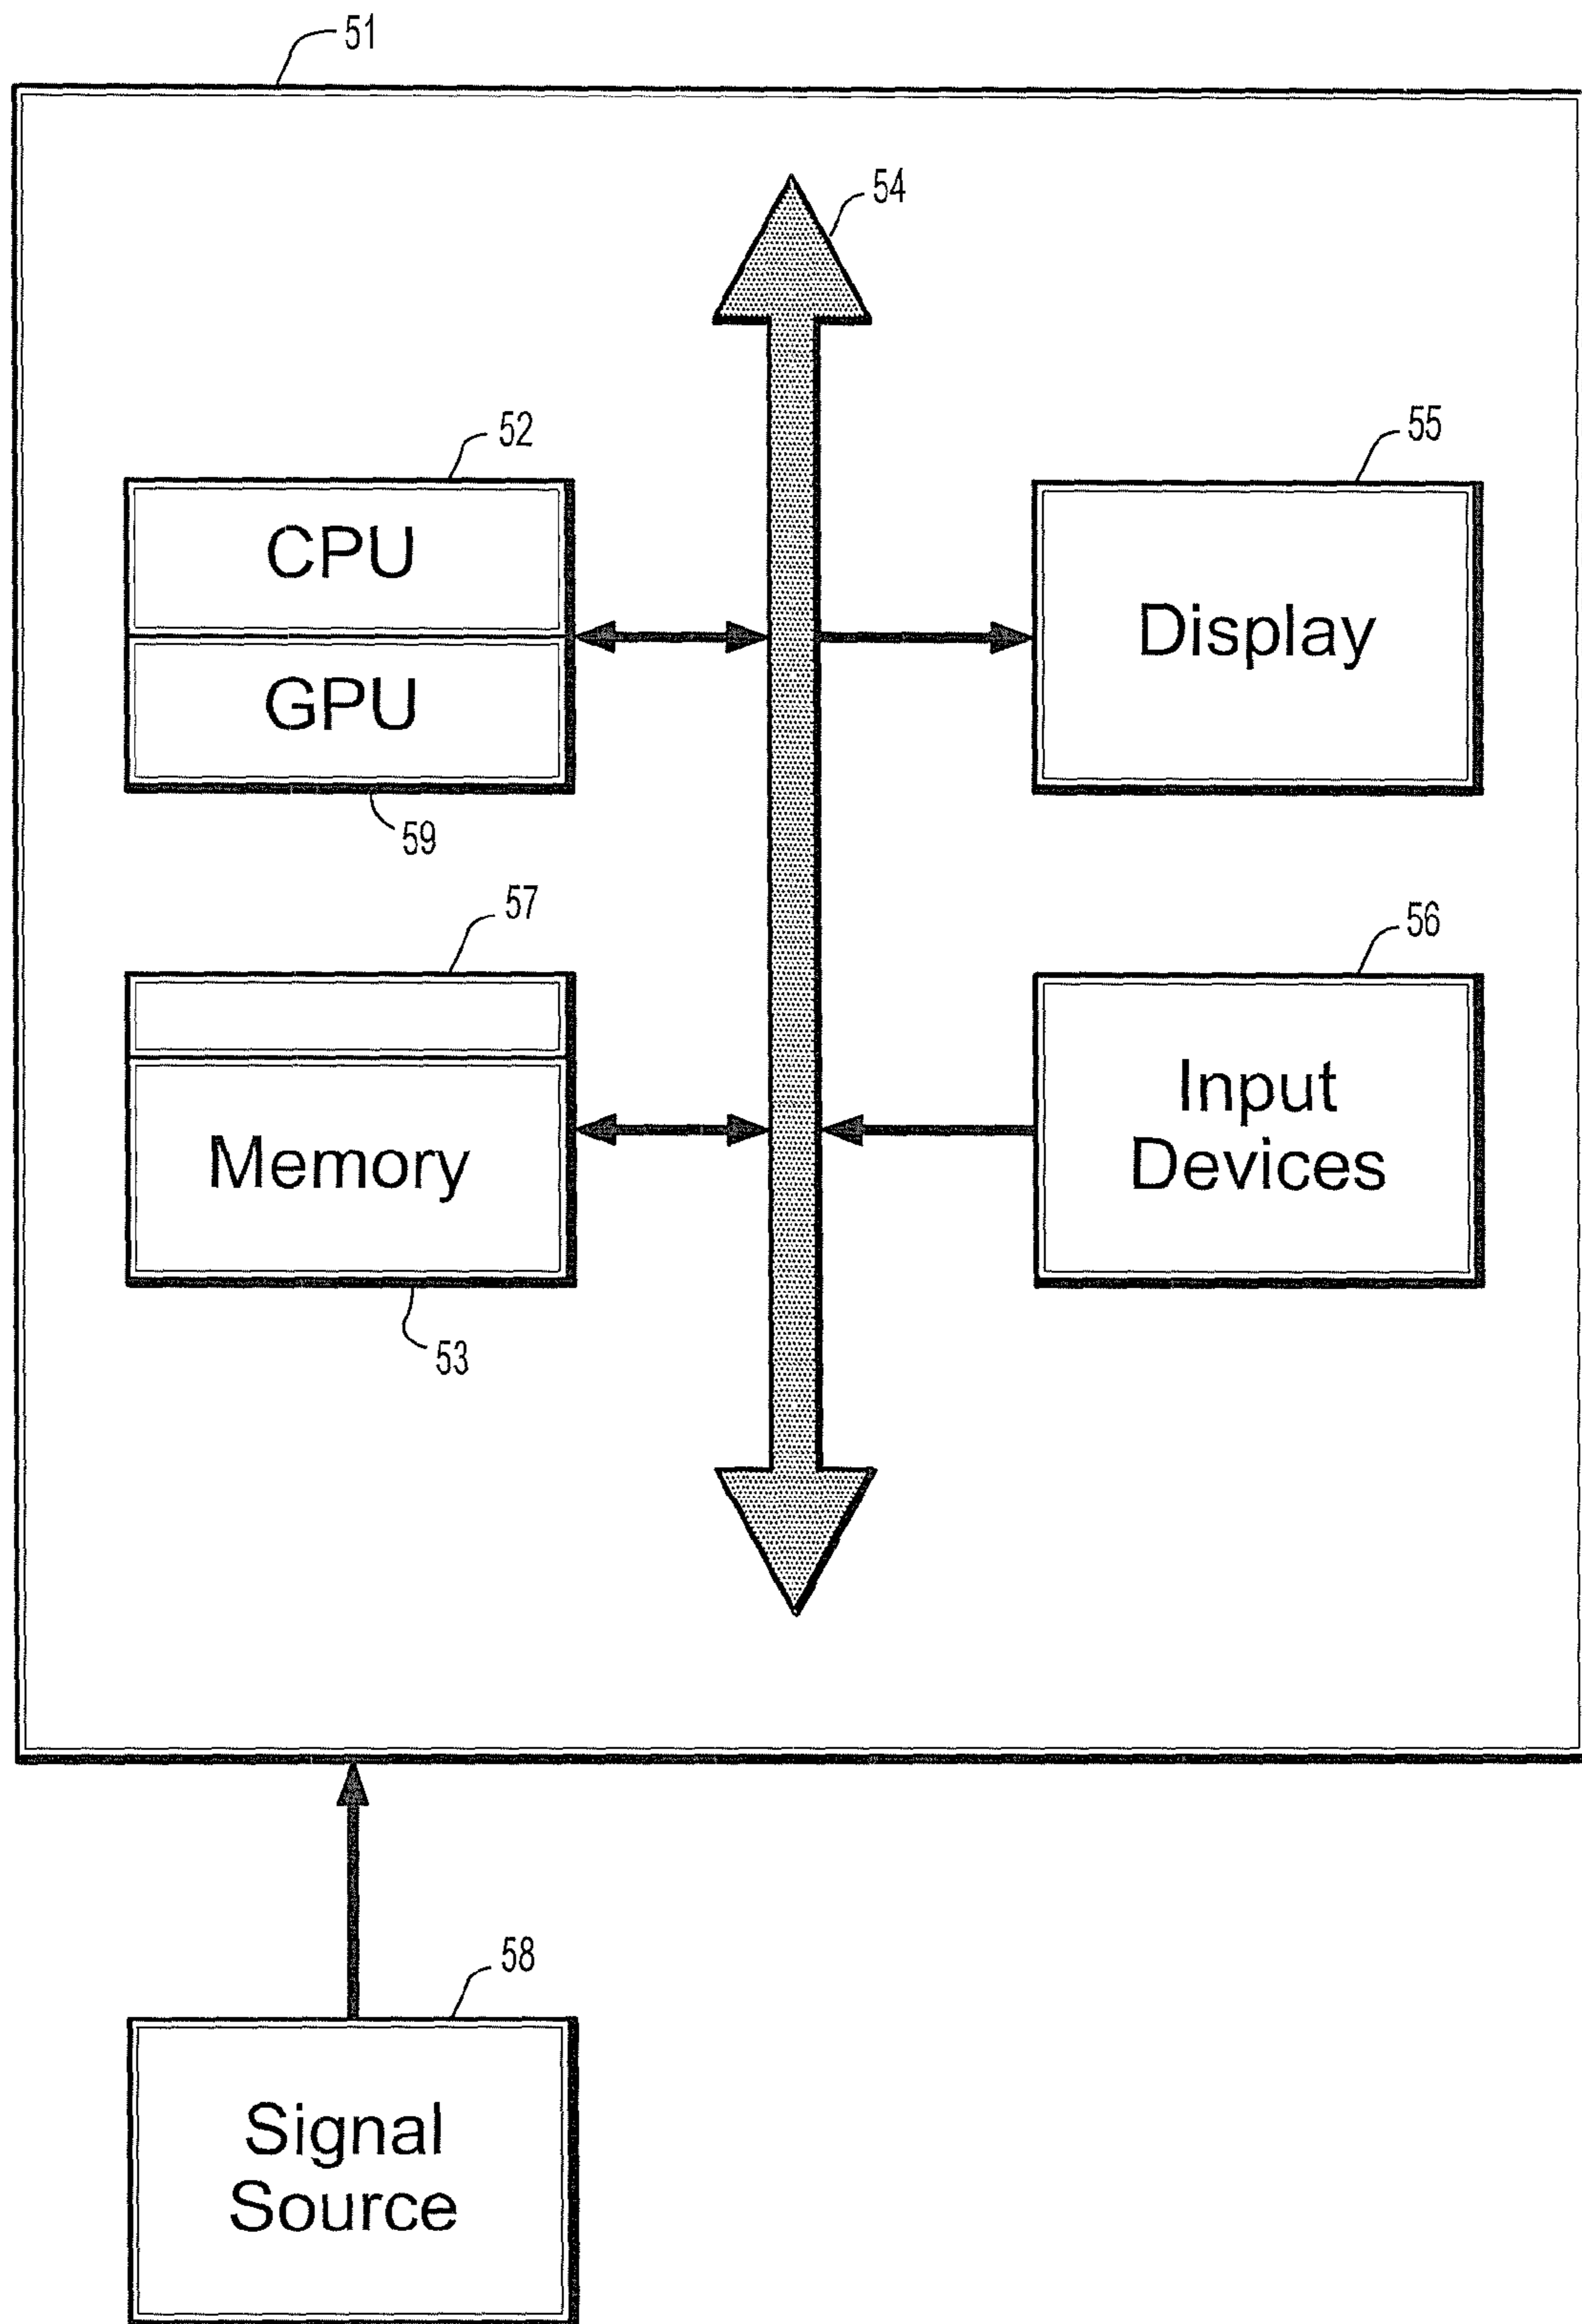 51
54
52
CPU
GPU
59
55
Display
57
Memory
53
56
Input
Devices
58
Signal
Source